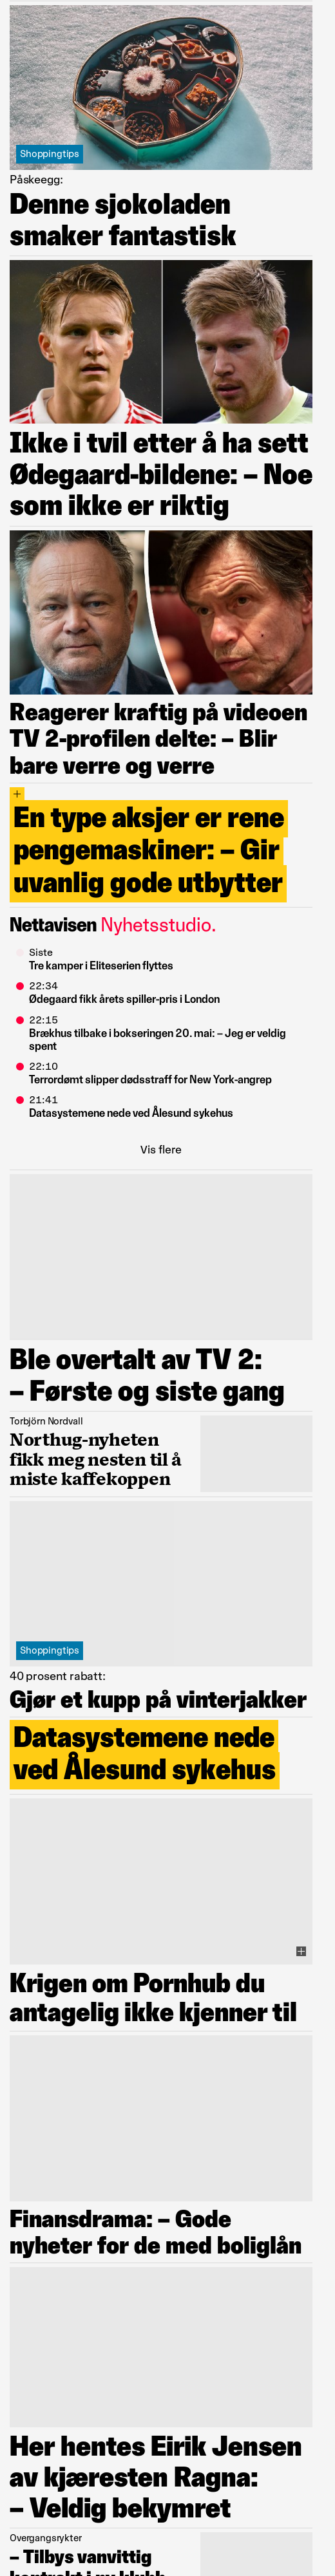 Shoppingtips
Påskeegg:
Denne sjokoladen
smaker fantastisk
Ikke i tvil etter å ha sett
Ødegaard-bildene: – Noe
som ikke er riktig
Reagerer kraftig på videoen
TV 2-profilen delte: – Blir
bare verre og verre
+
En type aksjer er rene
pengemaskiner: – Gir
uvanlig gode utbytter
Nettavisen Nyhetsstudio.
Siste
Tre kamper i Eliteserien flyttes
22:34
Ødegaard fikk årets spiller-pris i London
22:15
Brækhus tilbake i bokseringen 20. mai: – Jeg er veldig
spent
22:10
Terrordømt slipper dødsstraff for New York-angrep
21:41
Datasystemene nede ved Ålesund sykehus
Vis flere
Ble overtalt av TV 2:
– Første og siste gang
Torbjörn Nordvall
Northug-nyheten
fikk meg nesten til å
miste kaffekoppen
Shoppingtips
40 prosent rabatt:
Gjør et kupp på vinterjakker
Datasystemene nede
ved Ålesund sykehus
Krigen om Pornhub du
antagelig ikke kjenner til
Finansdrama: – Gode
nyheter for de med boliglån
Her hentes Eirik Jensen
av kjæresten Ragna:
– Veldig bekymret
Overgangsrykter
– Tilbys vanvittig
kontrakt i ny klubb